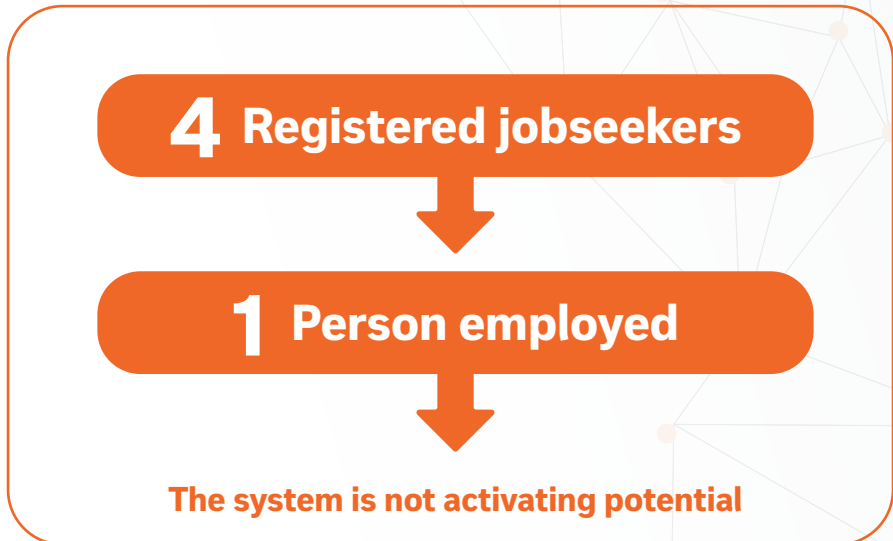 4 Registered jobseekers
1 Person employed
The system is not activating potential